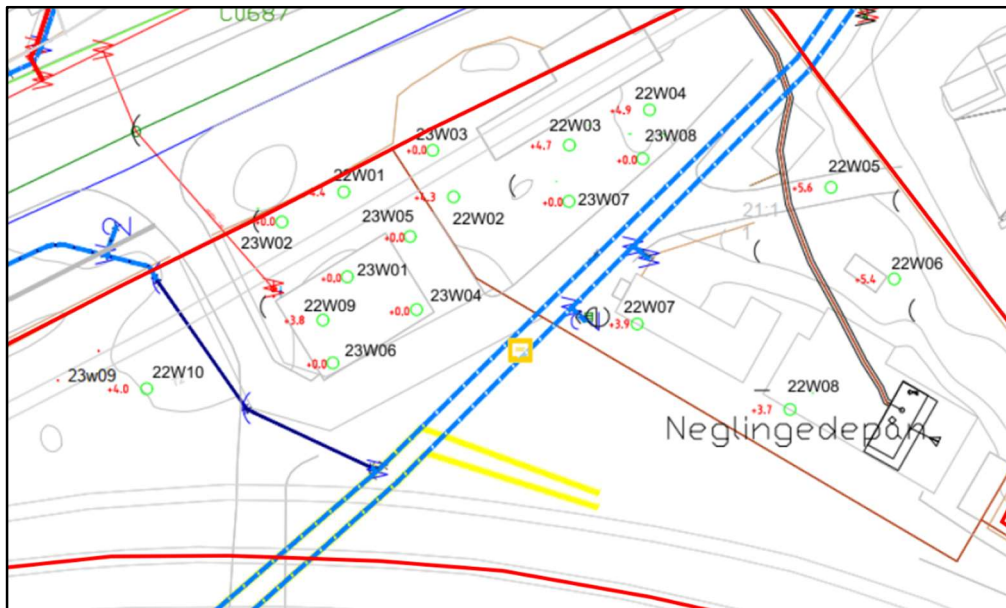 C0687
22W04
+4.9
23W03
+0.0
22W03
+4.7
23W08
+0.0
22W05
+5.6
22W01
22W02
+4.3
23W07
+0.0
23W02
+0.0
23W05
+0.0
21:1
1
23W01
+0.0
22W06
+5.4
22W09
+3.8
23W04
+0.0
22W07
+3.9
23W06
+0.0
23w09
22W10
+4.0
22W08
+3.7
Neglingedepån